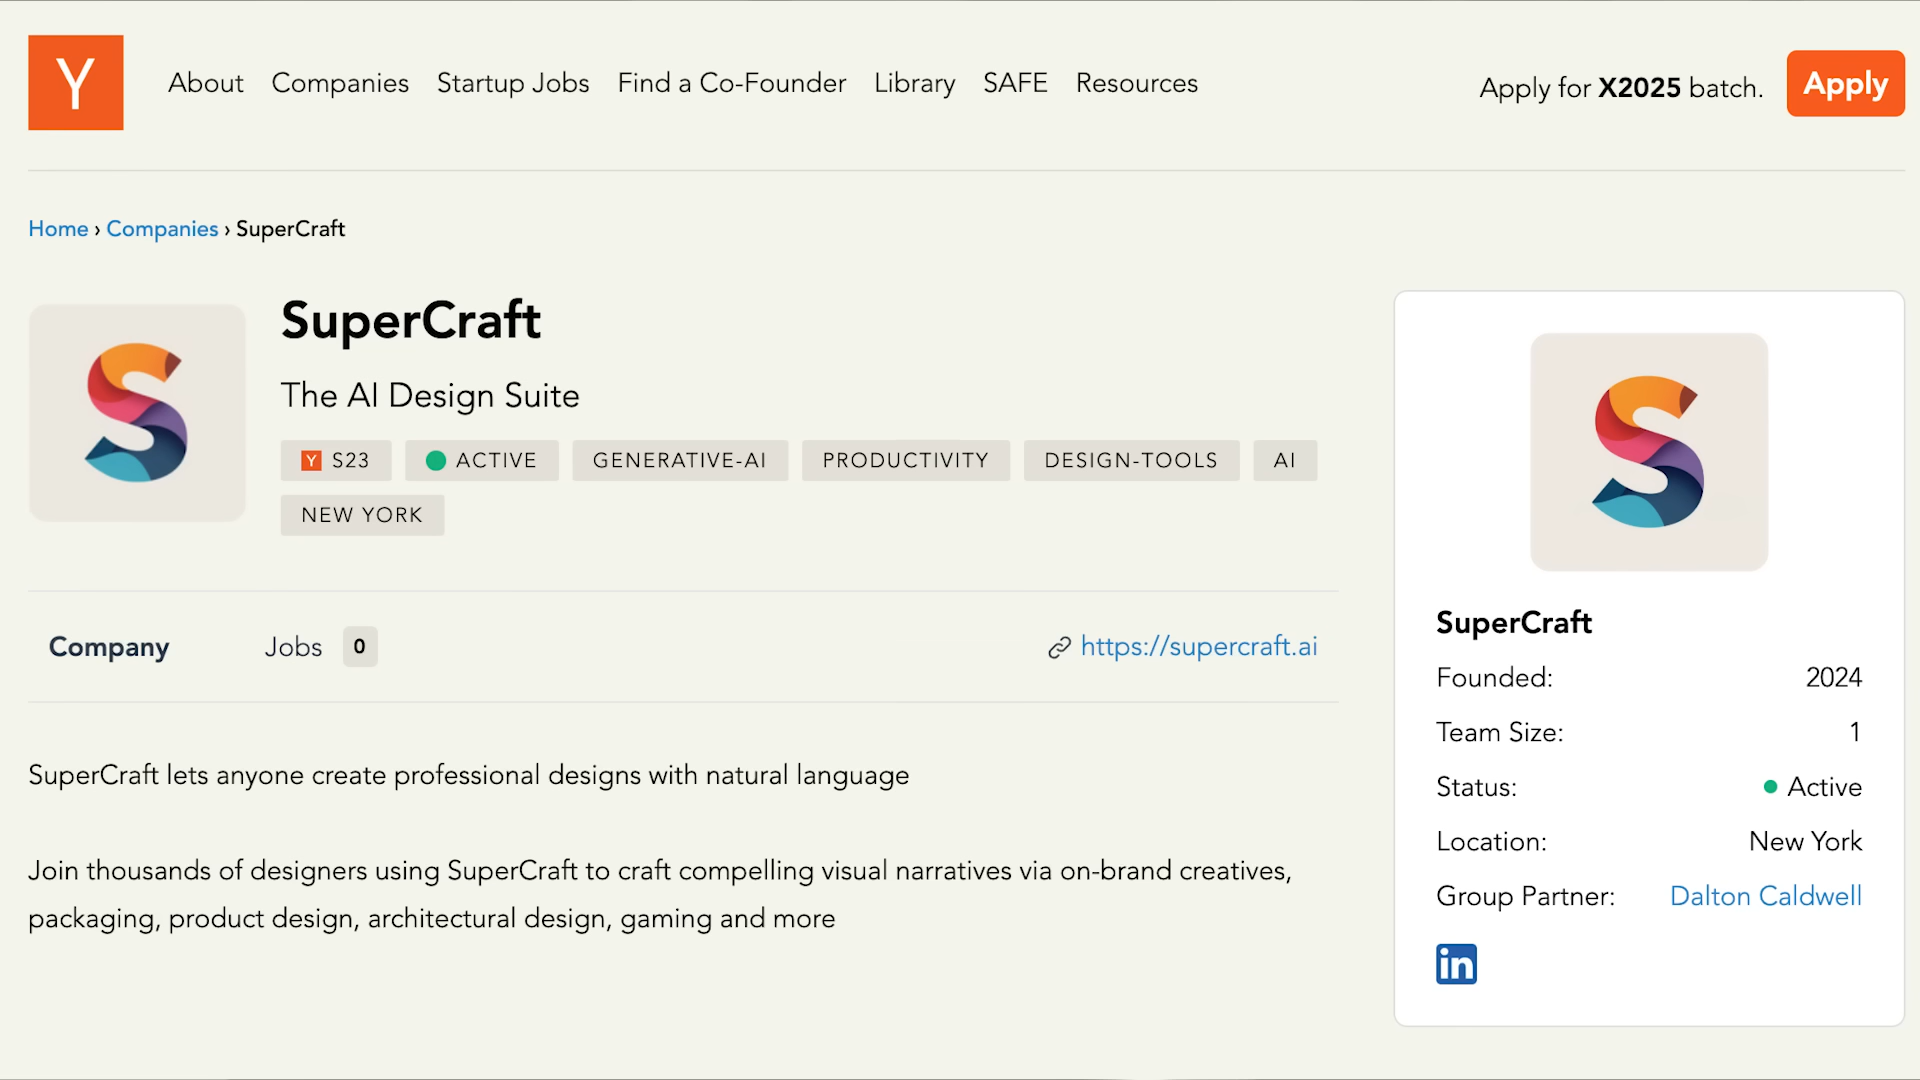 Y
About Companies Startup Jobs Find a Co-Founder Library SAFE Resources
Apply for X2025 batch. Apply
Home › Companies › SuperCraft
SuperCraft
The AI Design Suite
Y S23 ACTIVE GENERATIVE-AI PRODUCTIVITY DESIGN-TOOLS AI
NEW YORK
Company Jobs 0 https://supercraft.ai
SuperCraft lets anyone create professional designs with natural language
Join thousands of designers using SuperCraft to craft compelling visual narratives via on-brand creatives,
packaging, product design, architectural design, gaming and more
S
S
SuperCraft
Founded: 2024
Team Size: 1
Status: Active
Location: New York
Group Partner: Dalton Caldwell
in